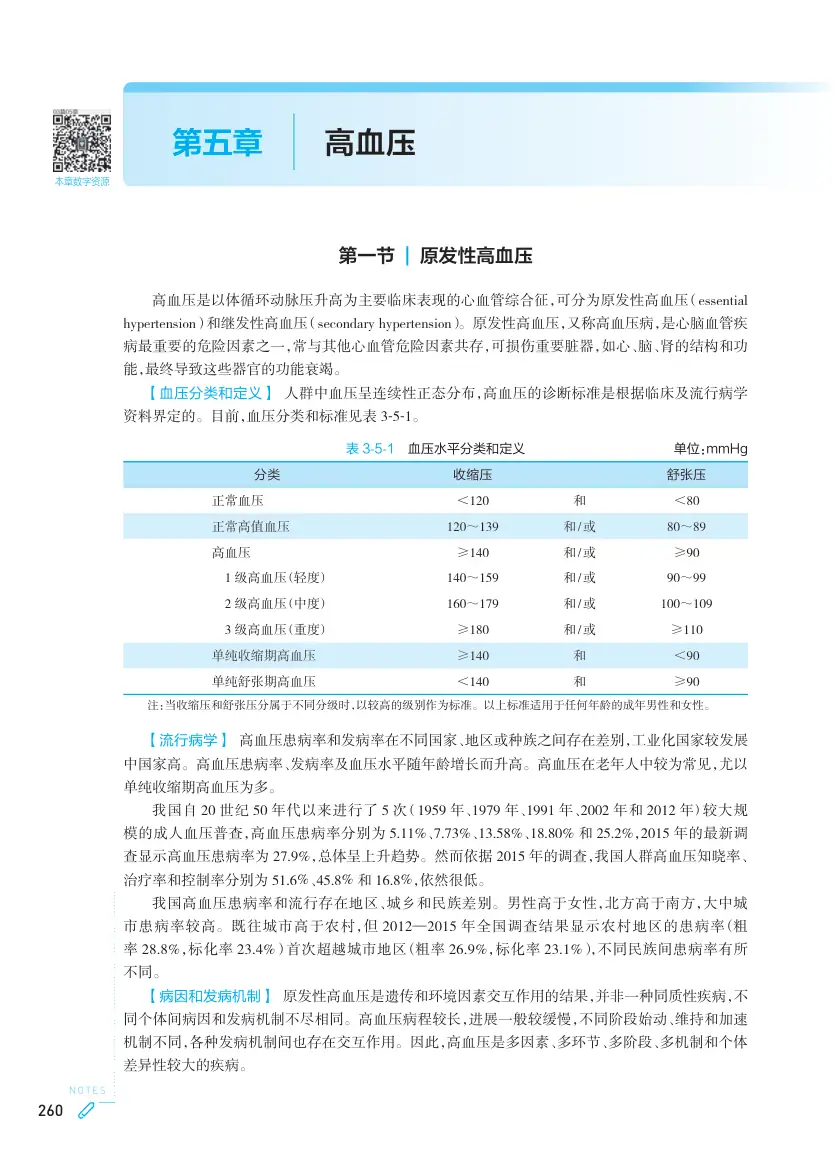 本章数字资源
第五章 高血压
第一节 | 原发性高血压
高血压是以体循环动脉压升高为主要临床表现的心血管综合征,可分为原发性高血压(essential
hypertension)和继发性高血压(secondary hypertension)。原发性高血压,又称高血压病,是心脑血管疾
病最重要的危险因素之一,常与其他心血管危险因素共存,可损伤重要脏器,如心、脑、肾的结构和功
能,最终导致这些器官的功能衰竭。
【血压分类和定义】 人群中血压呈连续性正态分布,高血压的诊断标准是根据临床及流行病学
资料界定的。目前,血压分类和标准见表 3-5-1。
表 3-5-1 血压水平分类和定义 单位:mmHg
分类 收缩压 舒张压
正常血压 <120 和 <80
正常高值血压 120~139 和/或 80~89
高血压 ≥140 和/或 ≥90
1 级高血压(轻度) 140~159 和/或 90~99
2 级高血压(中度) 160~179 和/或 100~109
3 级高血压(重度) ≥180 和/或 ≥110
单纯收缩期高血压 ≥140 和 <90
单纯舒张期高血压 <140 和 ≥90
注:当收缩压和舒张压分属于不同分级时,以较高的级别作为标准。以上标准适用于任何年龄的成年男性和女性。
【流行病学】 高血压患病率和发病率在不同国家、地区或种族之间存在差别,工业化国家较发展
中国家高。高血压患病率、发病率及血压水平随年龄增长而升高。高血压在老年人中较为常见,尤以
单纯收缩期高血压为多。
我国自 20 世纪 50 年代以来进行了 5 次(1959 年、1979 年、1991 年、2002 年和 2012 年)较大规
模的成人血压普查,高血压患病率分别为 5.11%、7.73%、13.58%、18.80% 和 25.2%,2015 年的最新调
查显示高血压患病率为 27.9%,总体呈上升趋势。然而依据 2015 年的调查,我国人群高血压知晓率、
治疗率和控制率分别为 51.6%、45.8% 和 16.8%,依然很低。
我国高血压患病率和流行存在地区、城乡和民族差别。男性高于女性,北方高于南方,大中城
市患病率较高。既往城市高于农村,但 2012—2015 年全国调查结果显示农村地区的患病率(粗
率 28.8%,标化率 23.4%)首次超越城市地区(粗率 26.9%,标化率 23.1%),不同民族间患病率有所
不同。
【病因和发病机制】 原发性高血压是遗传和环境因素交互作用的结果,并非一种同质性疾病,不
同个体间病因和发病机制不尽相同。高血压病程较长,进展一般较缓慢,不同阶段始动、维持和加速
机制不同,各种发病机制间也存在交互作用。因此,高血压是多因素、多环节、多阶段、多机制和个体
差异性较大的疾病。
NOTES
260